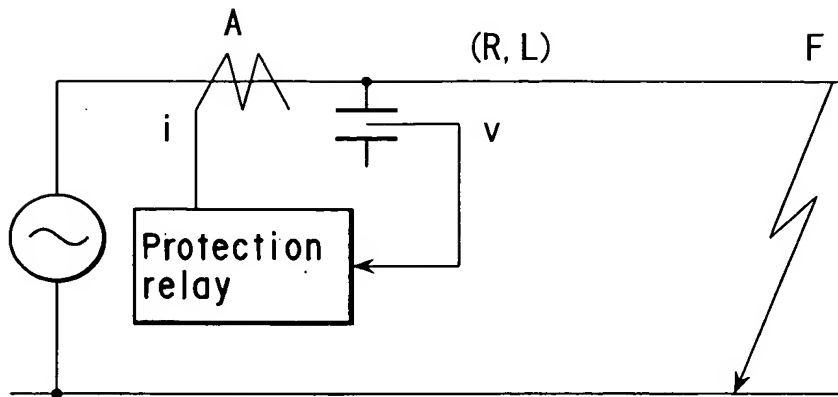 A
(R, L)
F
i
v
Protection
relay